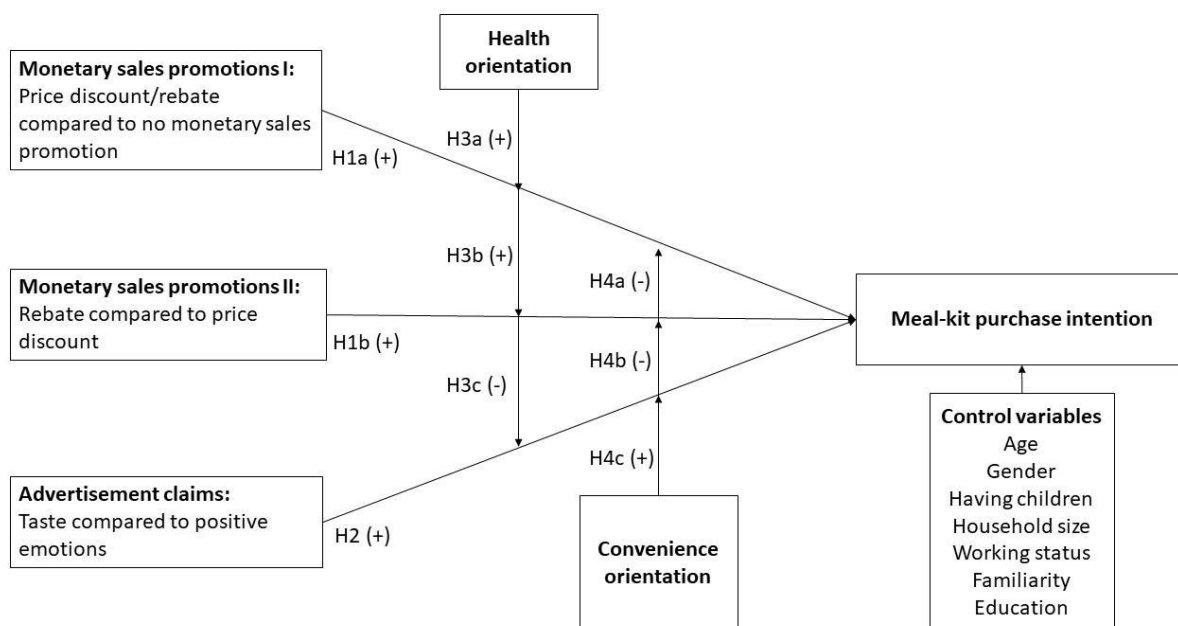 Health
orientation
Monetary sales promotions I:
Price discount/rebate
compared to no monetary sales
promotion
H1a (+)
H3a (+)
H3b (+)
H4a (-)
Monetary sales promotions II:
Rebate compared to price
discount
H1b (+)
Meal-kit purchase intention
H3c (-)
H4b (-)
H4c (+)
Advertisement claims:
Taste compared to positive
emotions
H2 (+)
Convenience
orientation
Control variables
Age
Gender
Having children
Household size
Working status
Familiarity
Education